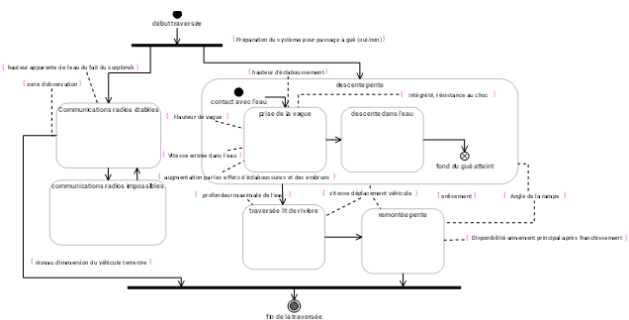 début traversée
{ Préparation du système pour passage à gué (oui/non) }
{ hauteur apparente de l'eau du fait du surplomb }
{ hauteur d'éclaboussement }
{ zone d'observation }
descente pente
contact avec l'eau
{ Intégrité, résistance au choc }
Communications radios établies
{ Hauteur de vague }
prise de la vague
descente dans l'eau
{ Vitesse entrée dans l'eau }
fond du gué atteint
{ augmentation par les effets d'éclaboussures et des embruns }
communications radios impossibles
{ profondeur maximale de l'eau }
{ vitesse déplacement véhicule }
{ enlisement }
{ Angle de la rampe }
traversée lit de rivière
remontée pente
{ Disponibilité armement principal après franchissement }
{ niveau d'immersion du véhicule terrestre }
fin de la traversée